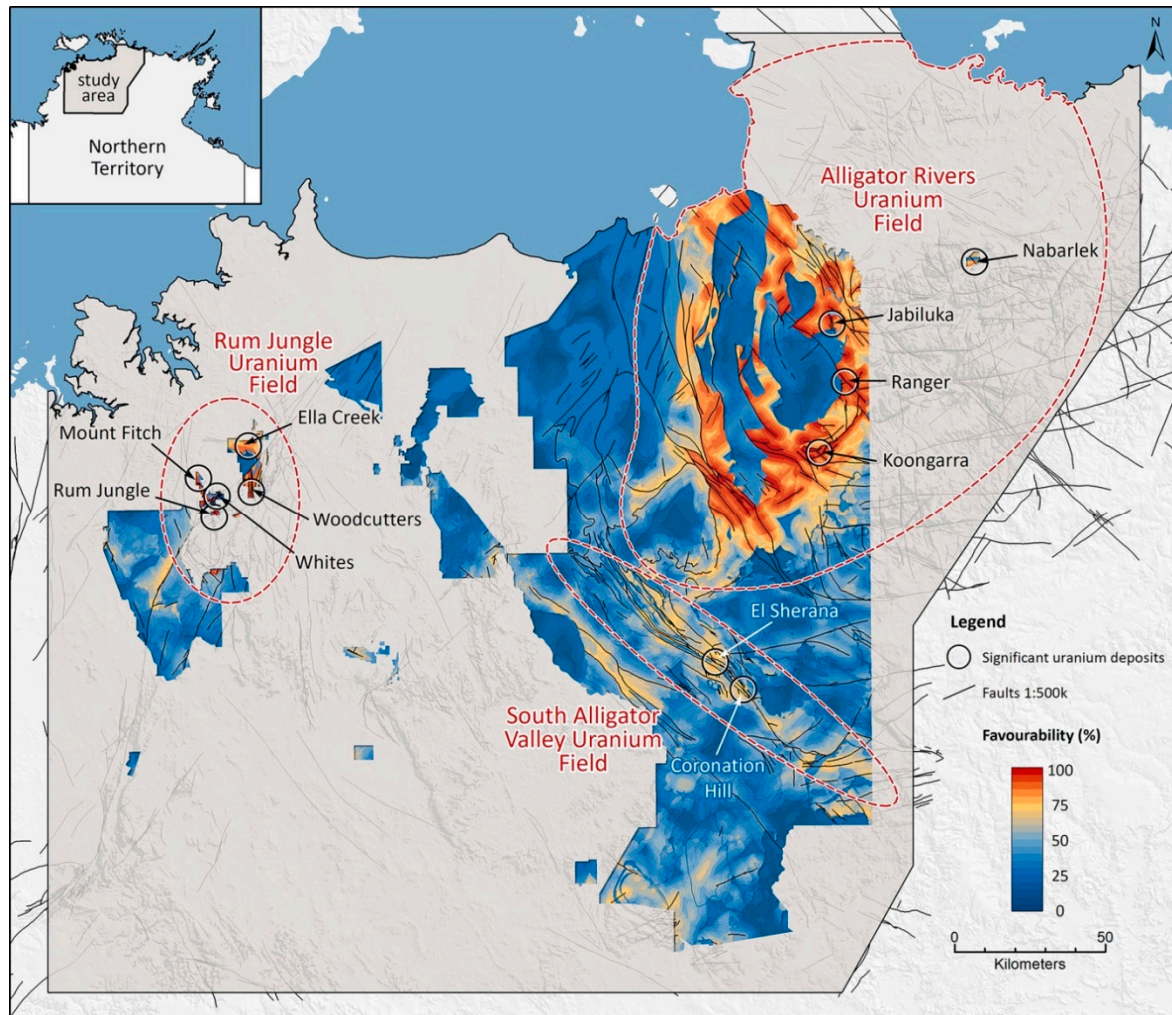 study
area
Northern
Territory
N
Alligator Rivers
Uranium
Field
Nabarlek
Jabiluka
Ranger
Koongarra
Rum Jungle
Uranium
Field
Ella Creek
Mount Fitch
Rum Jungle
Woodcutters
Whites
El Sherana
South Alligator
Valley Uranium
Field
Coronation
Hill
Legend
Significant uranium deposits
Faults 1:500k
Favourability (%)
100
75
50
25
0
0 50
Kilometers